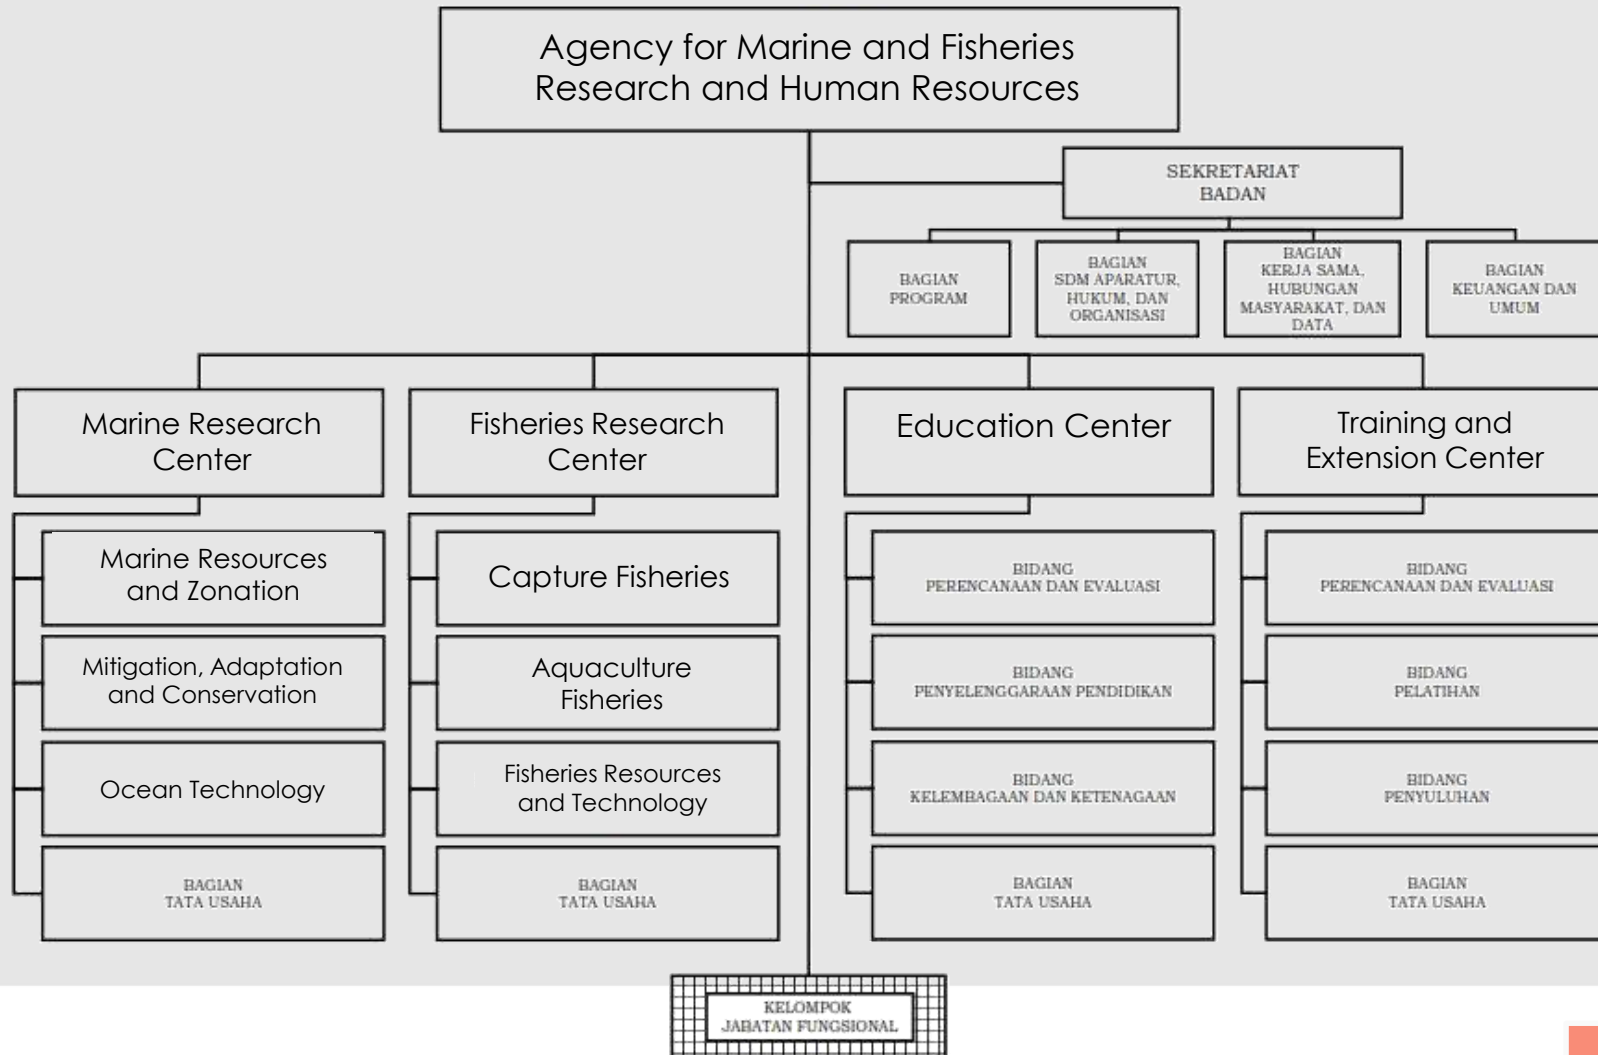 Agency for Marine and Fisheries
Research and Human Resources
SEKRETARIAT
BADAN
BAGIAN
PROGRAM
BAGIAN
SDM APARATUR,
HUKUM, DAN
ORGANISASI
BAGIAN
KERJA SAMA,
HUBUNGAN
MASYARAKAT, DAN
DATA
BAGIAN
KEUANGAN DAN
UMUM
Marine Research
Center
Marine Resources
and Zonation
Mitigation, Adaptation
and Conservation
Ocean Technology
BAGIAN
TATA USAHA
Fisheries Research
Center
Capture Fisheries
Aquaculture
Fisheries
Fisheries Resources
and Technology
BAGIAN
TATA USAHA
Education Center
BIDANG
PERENCANAAN DAN EVALUASI
BIDANG
PENYELENGGARAAN PENDIDIKAN
BIDANG
KELEMBAGAAN DAN KETENAGAAN
BAGIAN
TATA USAHA
Training and
Extension Center
BIDANG
PERENCANAAN DAN EVALUASI
BIDANG
PELATIHAN
BIDANG
PENYULUHAN
BAGIAN
TATA USAHA
KELOMPOK
JABATAN FUNGSIONAL